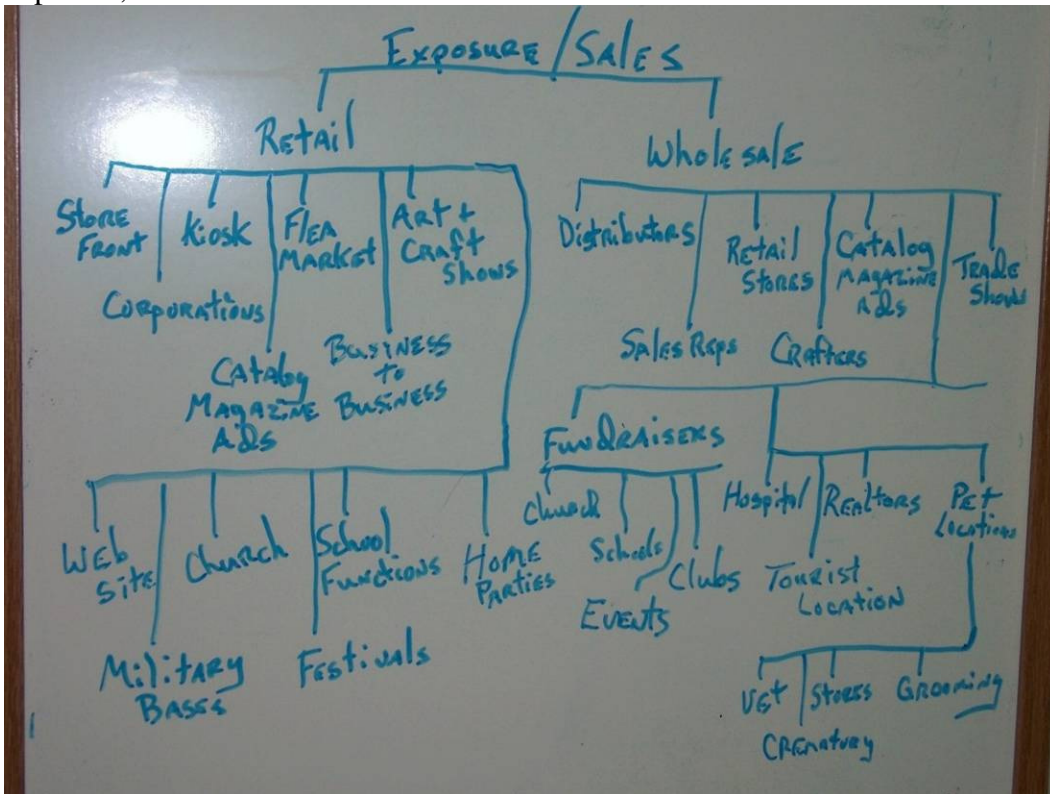 Exposure/Sales
Retail
Wholesale
Store
Front
Kiosk
Flea
Market
Art +
Craft
Shows
Corporations
Catalog
Magazine
Ads
Business
to
Business
Distributors
Retail
Stores
Catalog
Magazine
Ads
Trade
Shows
Sales Reps
Crafters
Web
Site
Church
School
Functions
Home
Parties
Military
Bases
Festivals
Fundraisers
Church
Schools
Events
Clubs
Hospital
Realtors
Pet
Locations
Tourist
Location
Vet
Stores
Grooming
Crematory